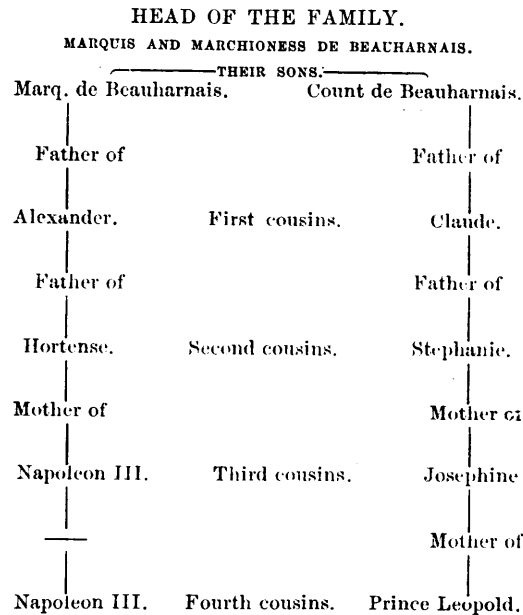 HEAD OF THE FAMILY.
MARQUIS AND MARCHIONESS DE BEAUHARNAIS.
THEIR SONS.
Marq. de Beauharnais. Count de Beauharnais.
Father of Father of
Alexander. First cousins. Claude.
Father of Father of
Hortense. Second cousins. Stephanie.
Mother of Mother of
Napoleon III. Third cousins. Josephine
Mother of
Napoleon III. Fourth cousins. Prince Leopold.